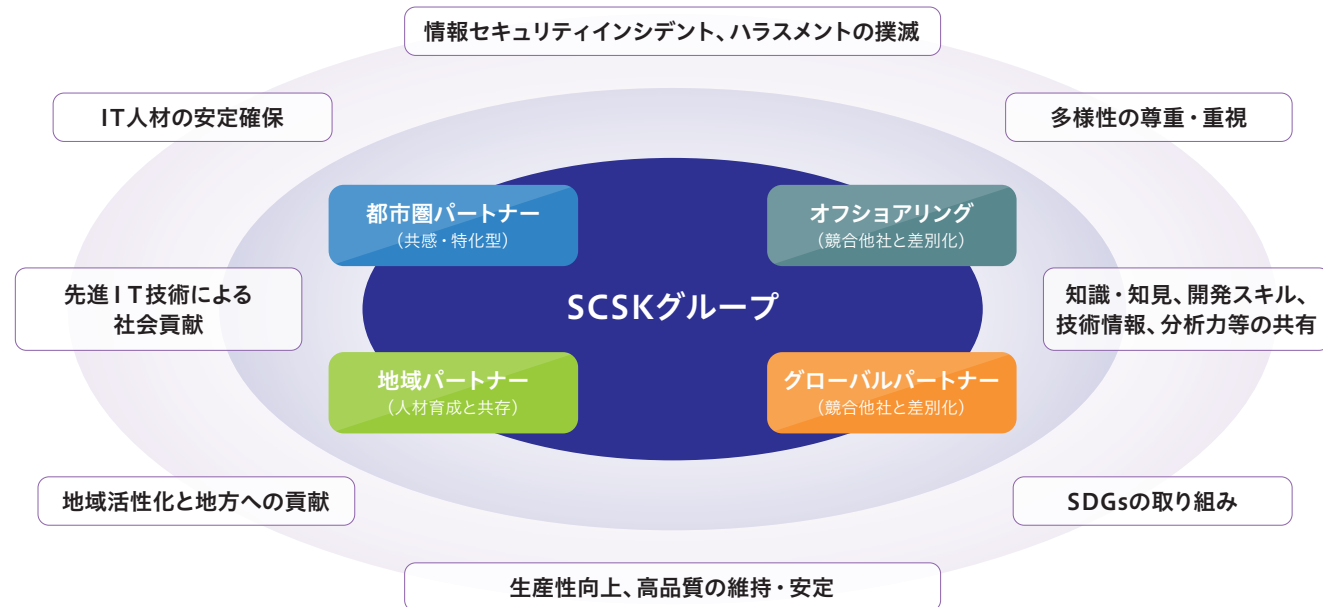 情報セキュリティインシデント、ハラスメントの撲滅
IT人材の安定確保
多様性の尊重・重視
都市圏パートナー
（共感・特化型）
オフショアリング
（競合他社と差別化）
先進IT技術による
社会貢献
SCSKグループ
知識・知見、開発スキル、
技術情報、分析力等の共有
地域パートナー
（人材育成と共存）
グローバルパートナー
（競合他社と差別化）
地域活性化と地方への貢献
SDGsの取り組み
生産性向上、高品質の維持・安定